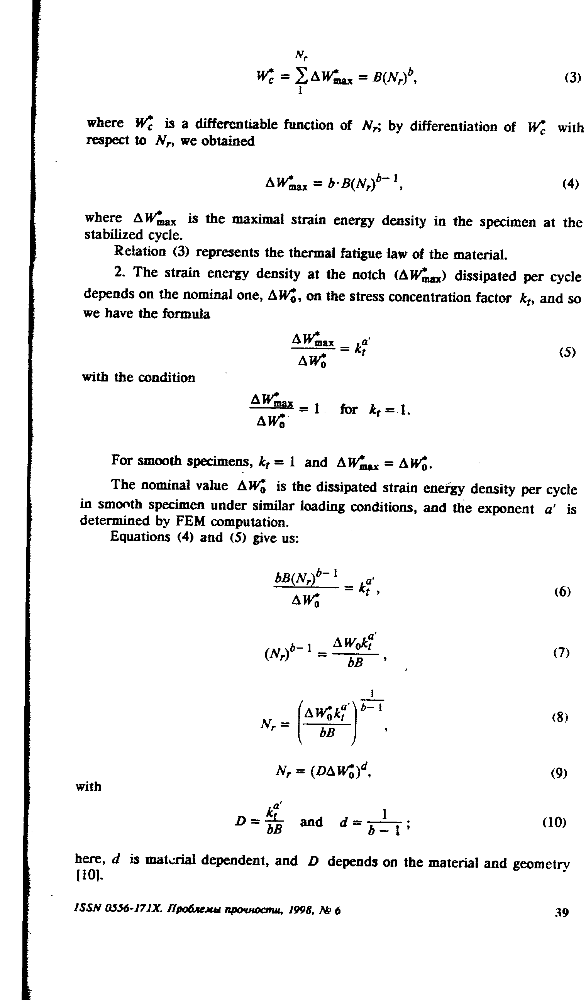 $$W_c^* = \sum_{1}^{N_r} \Delta W_{\max}^* = B(N_r)^b, \quad (3)$$
where $W_c^*$ is a differentiable function of $N_r$; by differentiation of $W_c^*$ with
respect to $N_r$, we obtained
$$\Delta W_{\max}^* = b \cdot B(N_r)^{b-1}, \quad (4)$$
where $\Delta W_{\max}^*$ is the maximal strain energy density in the specimen at the
stabilized cycle.
Relation (3) represents the thermal fatigue law of the material.
2. The strain energy density at the notch ($\Delta W_{\max}^*$) dissipated per cycle
depends on the nominal one, $\Delta W_0^*$, on the stress concentration factor $k_t$, and so
we have the formula
$$\frac{\Delta W_{\max}^*}{\Delta W_0^*} = k_t^{a'} \quad (5)$$
with the condition
$$\frac{\Delta W_{\max}^*}{\Delta W_0^*} = 1 \quad \text{for} \quad k_t = 1.$$
For smooth specimens, $k_t = 1$ and $\Delta W_{\max}^* = \Delta W_0^*$.
The nominal value $\Delta W_0^*$ is the dissipated strain energy density per cycle
in smooth specimen under similar loading conditions, and the exponent $a'$ is
determined by FEM computation.
Equations (4) and (5) give us:
$$\frac{bB(N_r)^{b-1}}{\Delta W_0^*} = k_t^{a'}, \quad (6)$$
$$(N_r)^{b-1} = \frac{\Delta W_0 k_t^{a'}}{bB}, \quad (7)$$
$$N_r = \left(\frac{\Delta W_0^* k_t^{a'}}{bB}\right)^{\frac{1}{b-1}}, \quad (8)$$
$$N_r = (D\Delta W_0^*)^d, \quad (9)$$
with
$$D = \frac{k_t^{a'}}{bB} \quad \text{and} \quad d = \frac{1}{b-1}; \quad (10)$$
here, $d$ is material dependent, and $D$ depends on the material and geometry
[10].
ISSN 0556-171X. Проблемы прочности, 1998, № 6 39